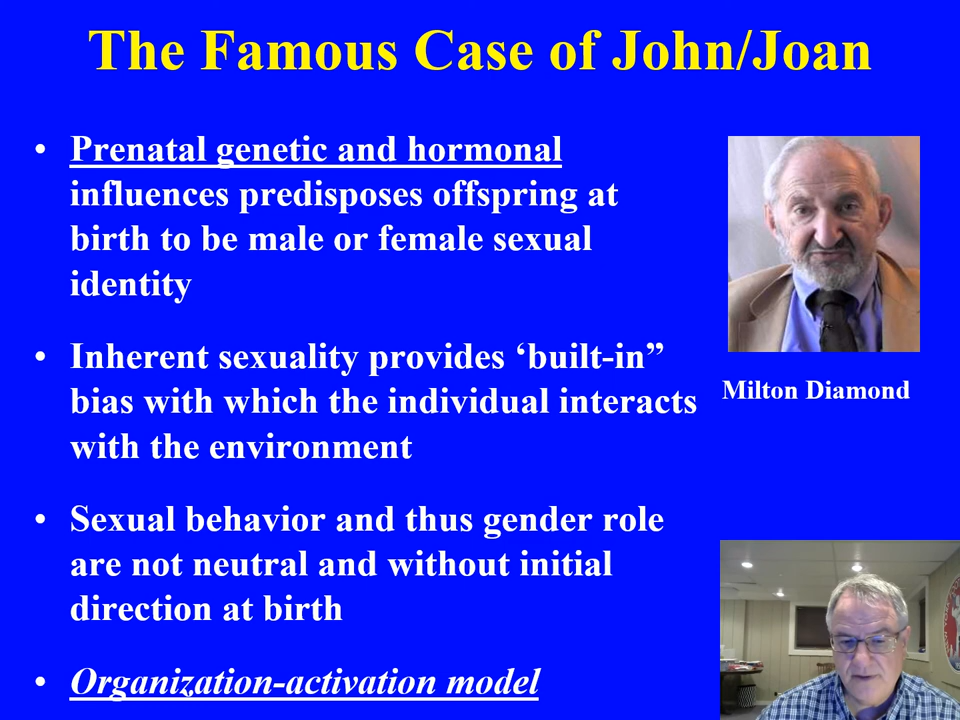 The Famous Case of John/Joan
• Prenatal genetic and hormonal
influences predisposes offspring at
birth to be male or female sexual
identity
• Inherent sexuality provides ‘built-in”
bias with which the individual interacts
with the environment
• Sexual behavior and thus gender role
are not neutral and without initial
direction at birth
• Organization-activation model
Milton Diamond